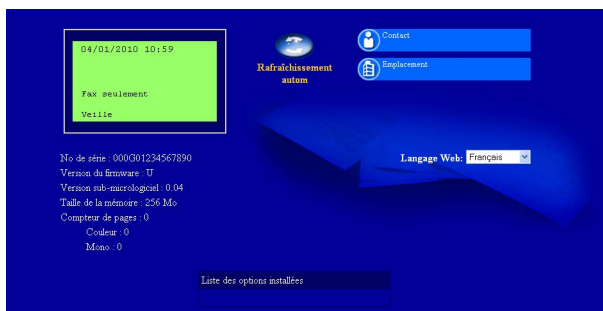 04/01/2010 10:59
Fax seulement
Veille
Rafraîchissement
autom
Contact
Emplacement
No de série : 000G01234567890
Version du firmware : U
Version sub-micrologiciel : 0.04
Taille de la mémoire : 256 Mo
Compteur de pages : 0
Couleur : 0
Mono : 0
Langage Web: Français
Liste des options installées